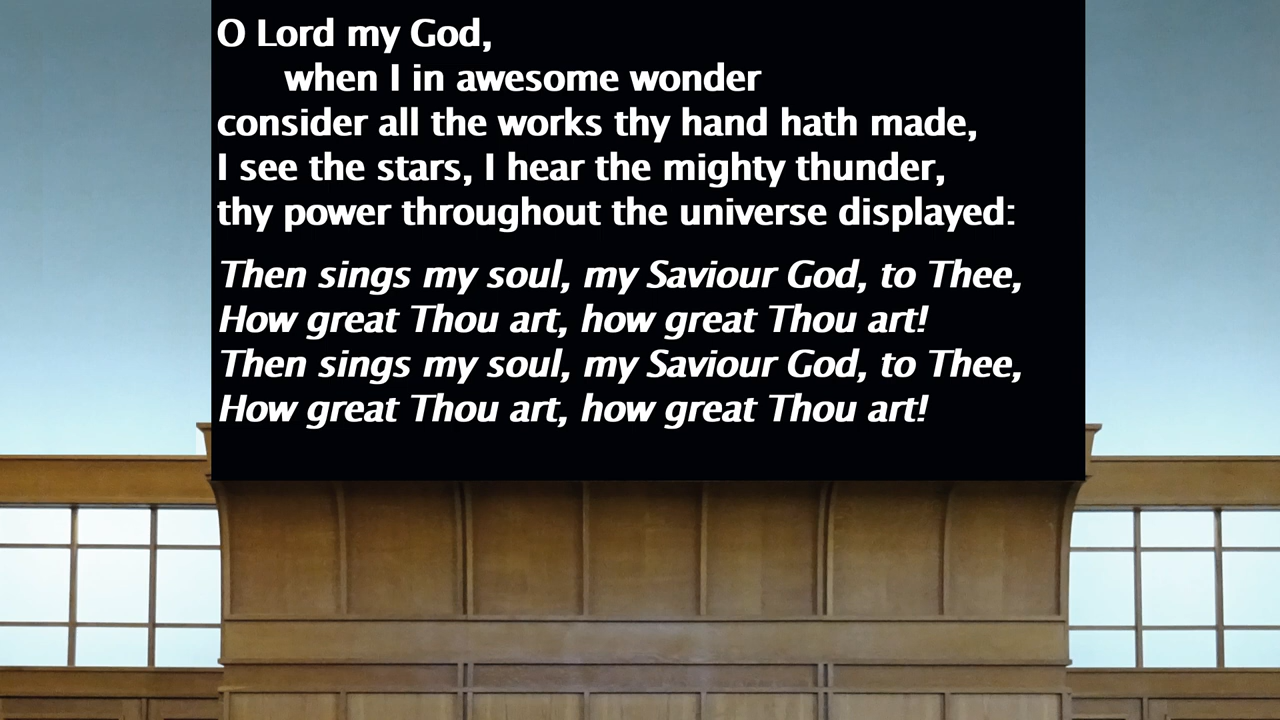 O Lord my God,
when I in awesome wonder
consider all the works thy hand hath made,
I see the stars, I hear the mighty thunder,
thy power throughout the universe displayed:
Then sings my soul, my Saviour God, to Thee,
How great Thou art, how great Thou art!
Then sings my soul, my Saviour God, to Thee,
How great Thou art, how great Thou art!